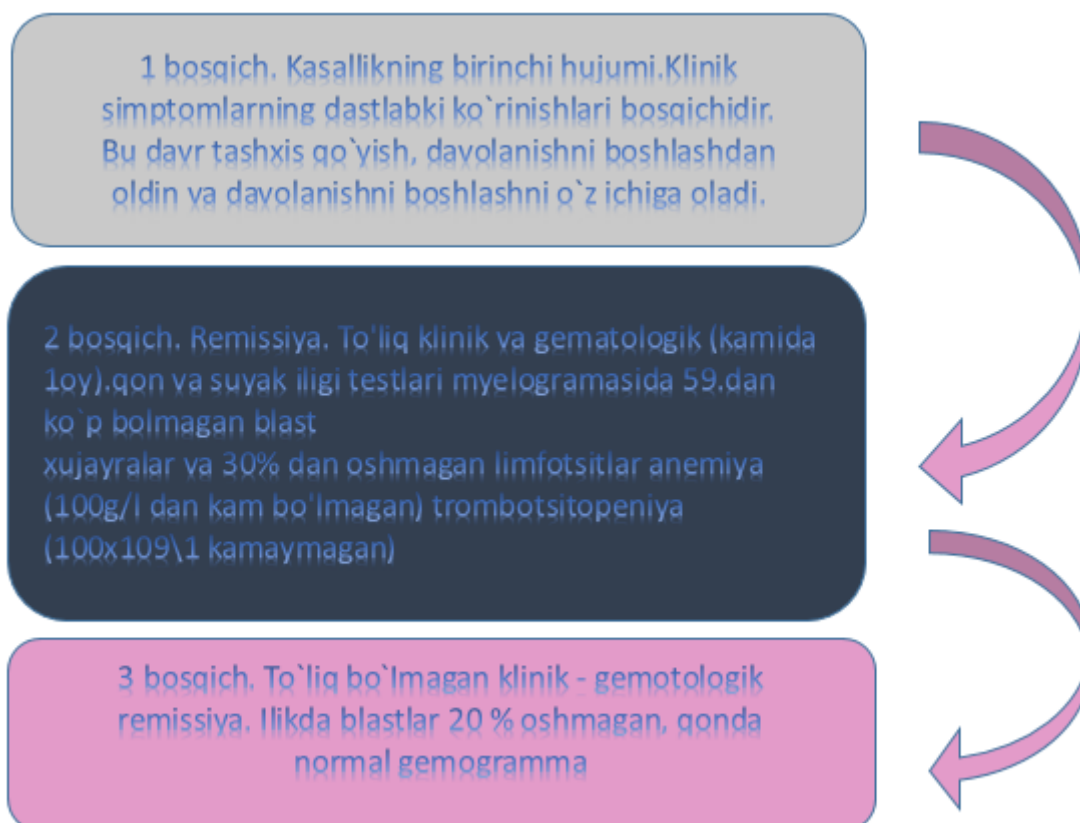 1 bosqich. Kasallikning birinchi hujumi.Klinik
simptomlarning dastlabki ko`rinishlari bosqichidir.
Bu davr tashxis qo`yish, davolanishni boshlashdan
oldin va davolanishni boshlashni o`z ichiga oladi.
2 bosqich. Remissiya. To'liq klinik va gematologik (kamida
1oy).qon va suyak iligi testlari myelogramasida 59.dan
ko`p bolmagan blast
xujayralar va 30% dan oshmagan limfotsitlar anemiya
(100g/l dan kam bo'lmagan) trombotsitopeniya
(100x109\1 kamaymagan)
3 bosqich. To`liq bo`lmagan klinik - gemotologik
remissiya. Ilikda blastlar 20 % oshmagan, qonda
normal gemogramma